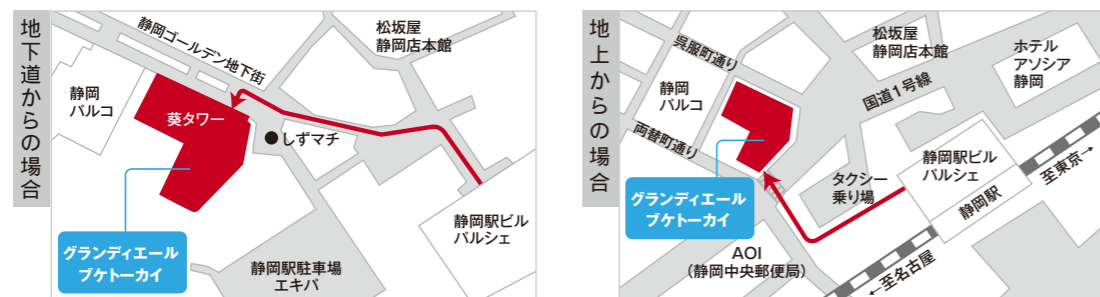 地下道からの場合
静岡ゴールデン地下街
松坂屋
静岡店本館
静岡
パルコ
葵タワー
しずマチ
グランディエール
ブケトーカイ
静岡駅ビル
パルシェ
静岡駅駐車場
エキパ
地上からの場合
呉服町通り
松坂屋
静岡店本館
ホテル
アソシア
静岡
国道1号線
静岡
パルコ
両替町通り
静岡駅ビル
パルシェ
至東京→
タクシー
乗り場
グランディエール
ブケトーカイ
静岡駅
AOI
(静岡中央郵便局)
←至名古屋